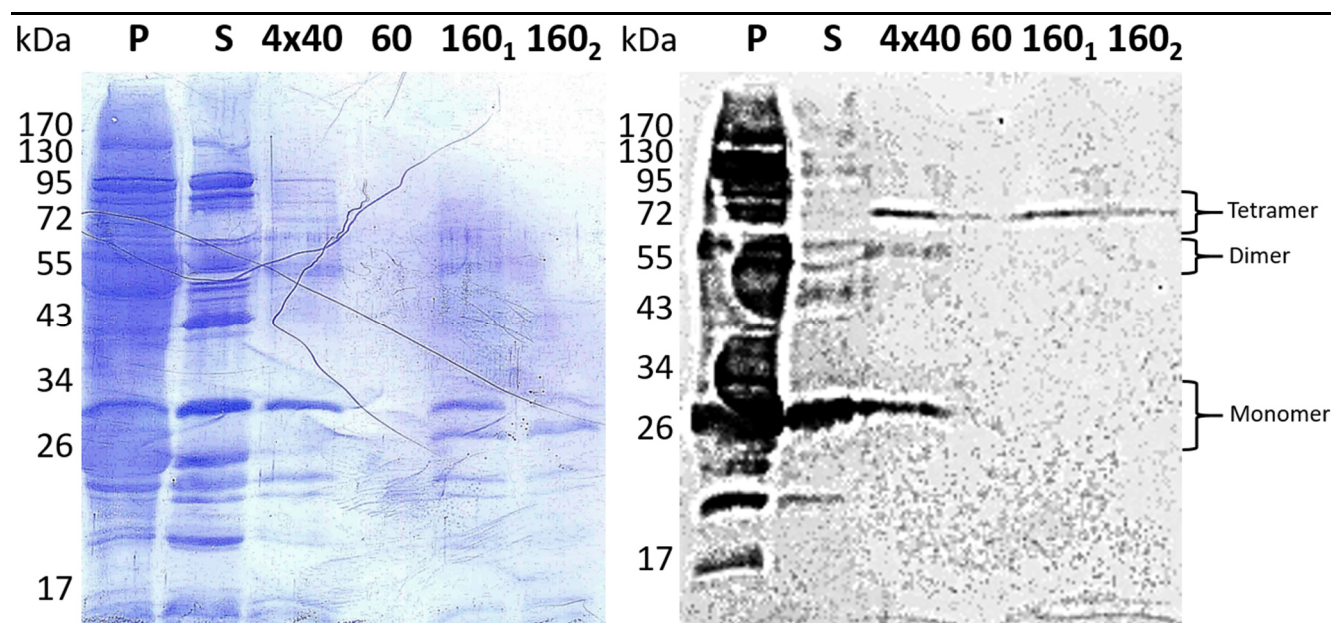 kDa P S 4x40 60 160₁ 160₂ kDa P S 4x40 60 160₁ 160₂
170 170
130 130
95 95
72 72 Tetramer
55 55 Dimer
43 43
34 34
26 26 Monomer
17 17